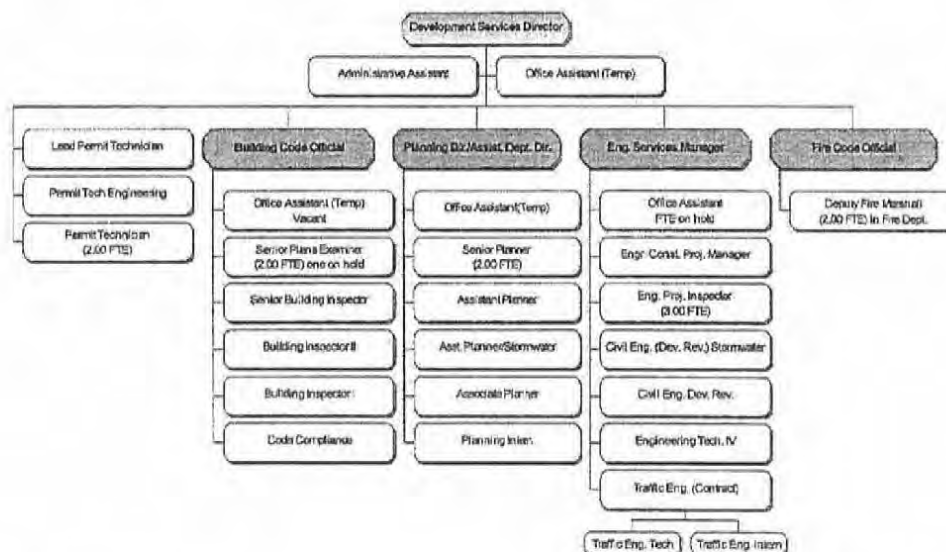 Development Services Director
Administrative Assistant
Office Assistant (Temp)
Lead Permit Technician
Permit Tech Engineering
Permit Technician
(2.00 FTE)
Building Code Official
Office Assistant (Temp)
Vacant
Senior Plans Examiner
(2.00 FTE) one on hold
Senior Building Inspector
Building Inspector II
Building Inspector I
Code Compliance
Planning Dir./Assist. Dept. Dir.
Office Assistant(Temp)
Senior Planner
(2.00 FTE)
Assistant Planner
Asst. Planner/Stormwater
Associate Planner
Planning Intern
Eng. Services Manager
Office Assistant
FTE on hold
Engr. Const. Proj. Manager
Eng. Proj. Inspector
(3.00 FTE)
Civil Eng. (Dev. Rev.) Stormwater
Civil Eng. Dev. Rev.
Engineering Tech. IV
Traffic Eng. (Contract)
Traffic Eng. Tech
Traffic Eng. Intern
Fire Code Official
Deputy Fire Marshall
(2.00 FTE) In Fire Dept.